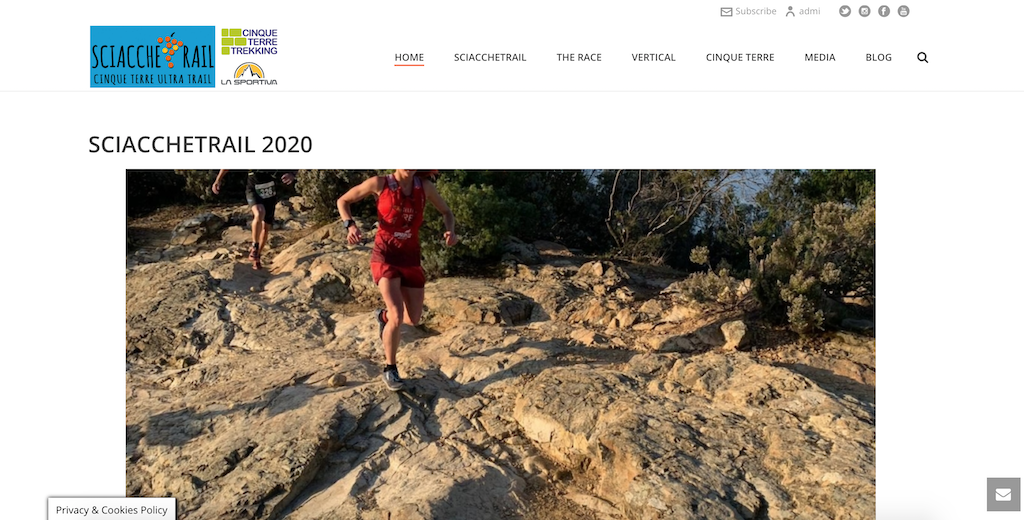 Subscribe admi
SCIACCHETRAIL
CINQUE TERRE ULTRA TRAIL
CINQUE
TERRE
TREKKING
LA SPORTIVA
HOME SCIACCHETRAIL THE RACE VERTICAL CINQUE TERRE MEDIA BLOG
SCIACCHETRAIL 2020
Privacy & Cookies Policy